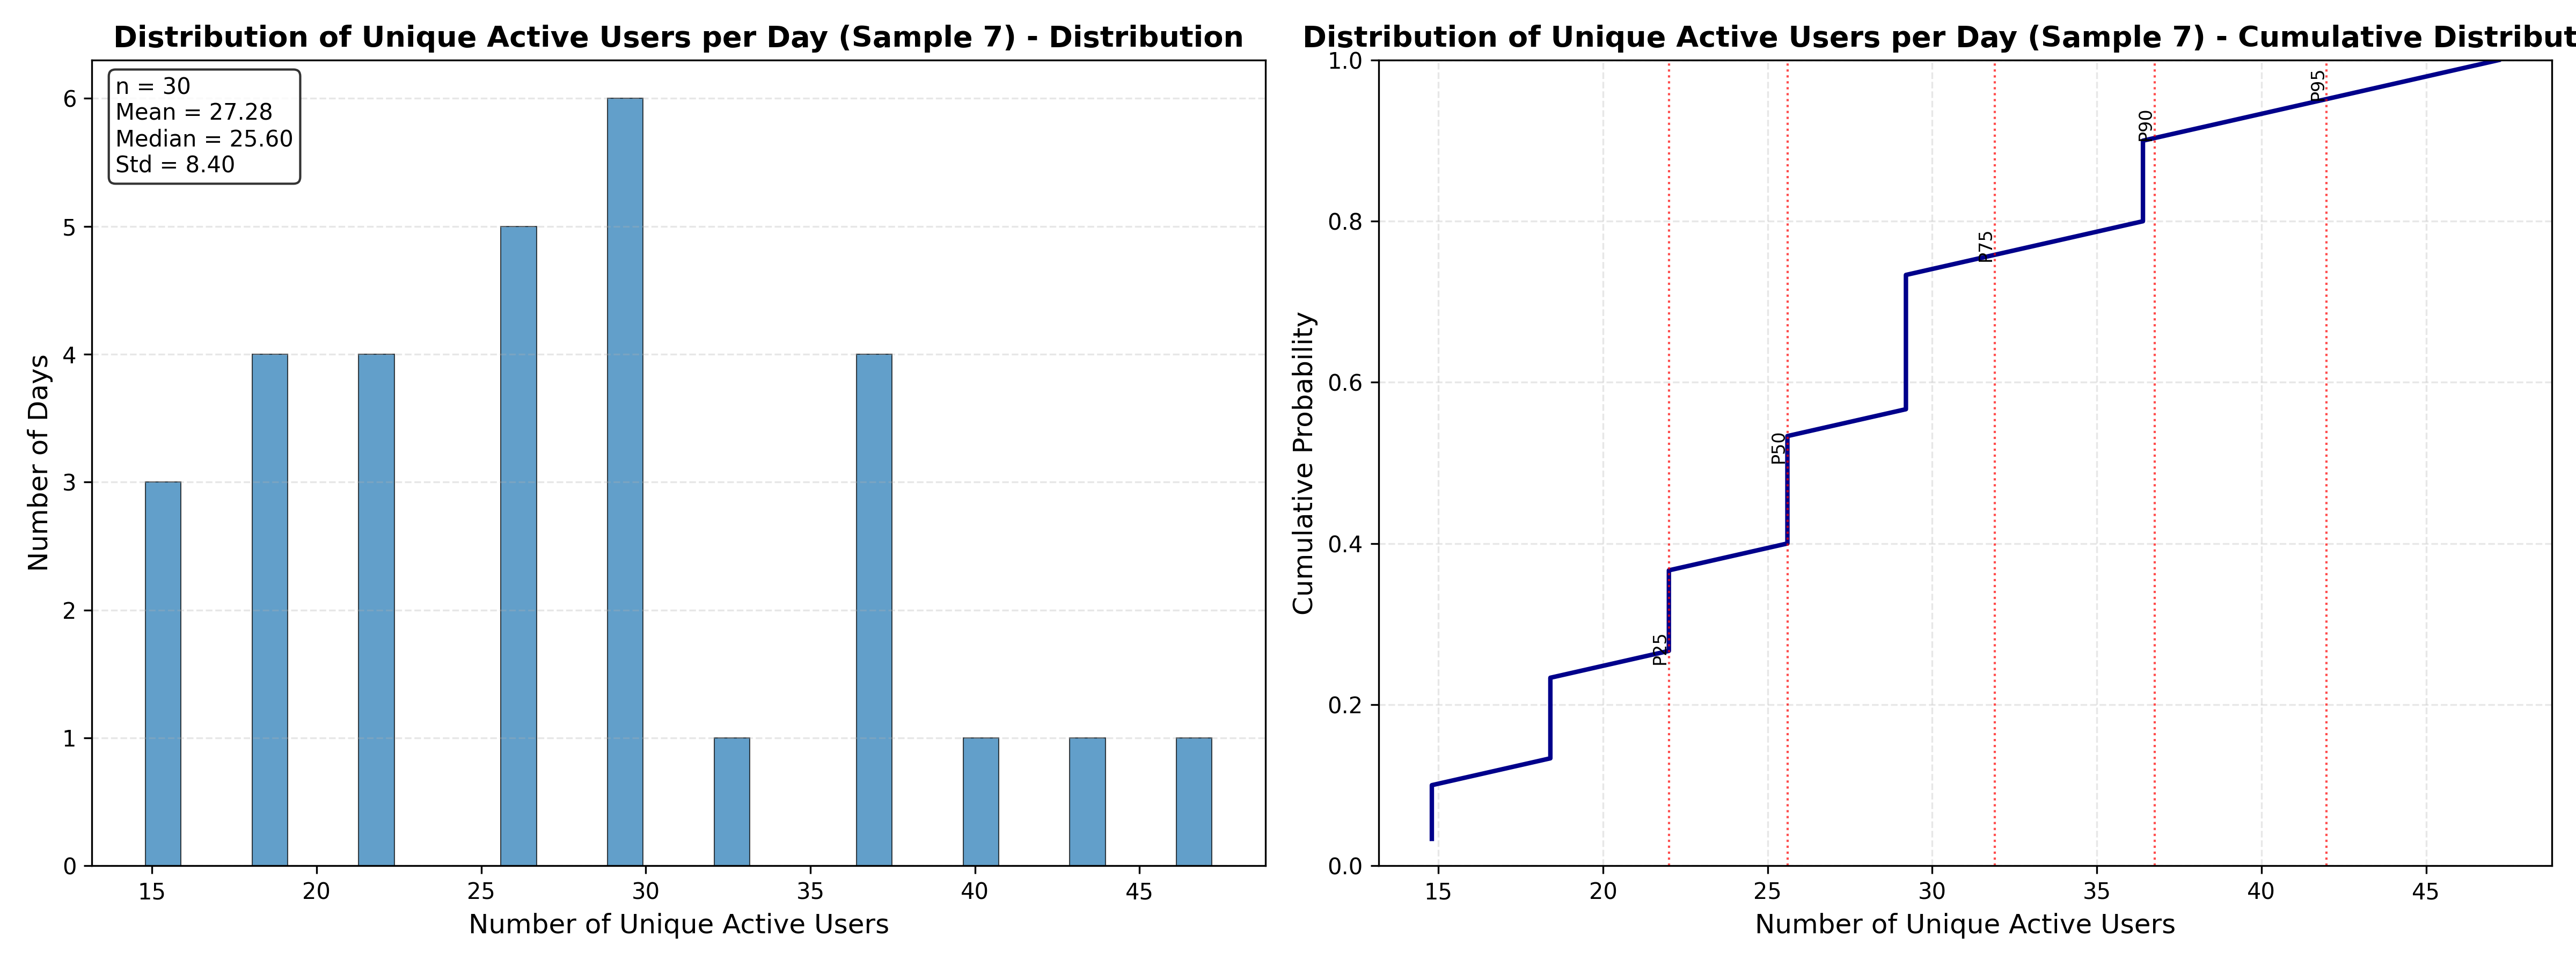 Distribution of Unique Active Users per Day (Sample 7) - Distribution
n = 30
Mean = 27.28
Median = 25.60
Std = 8.40
Number of Days
6
5
4
3
2
1
0
15 20 25 30 35 40 45
Number of Unique Active Users
Distribution of Unique Active Users per Day (Sample 7) - Cumulative Distribut
Cumulative Probability
1.0
0.8
0.6
0.4
0.2
0.0
P25
P50
P75
P90
P95
15 20 25 30 35 40 45
Number of Unique Active Users